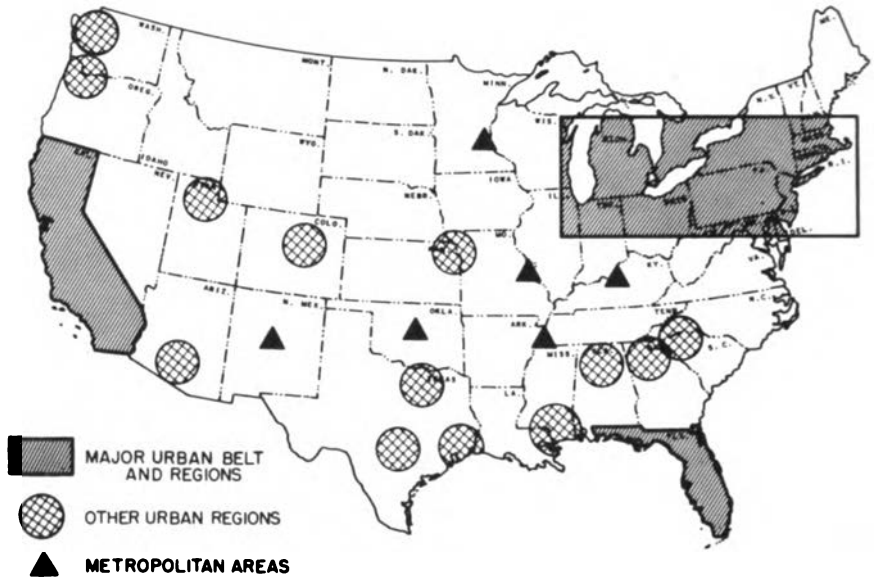 WASH.
ME.
MONT.
N. DAK.
MINN.
OREG.
N.Y.
VT.
S. DAK.
WIS.
MICH.
IDAHO
WYO.
IOWA
PA.
N.J.
NEV.
NEBR.
ILL.
IND.
OHIO
CAL.
UTAH
COLO.
MO.
DEL.
KY.
VA.
ARIZ.
N. MEX.
OKLA.
ARK.
TENN.
N.C.
S.C.
TEXAS
MISS.
LA.
MAJOR URBAN BELT
AND REGIONS
OTHER URBAN REGIONS
METROPOLITAN AREAS